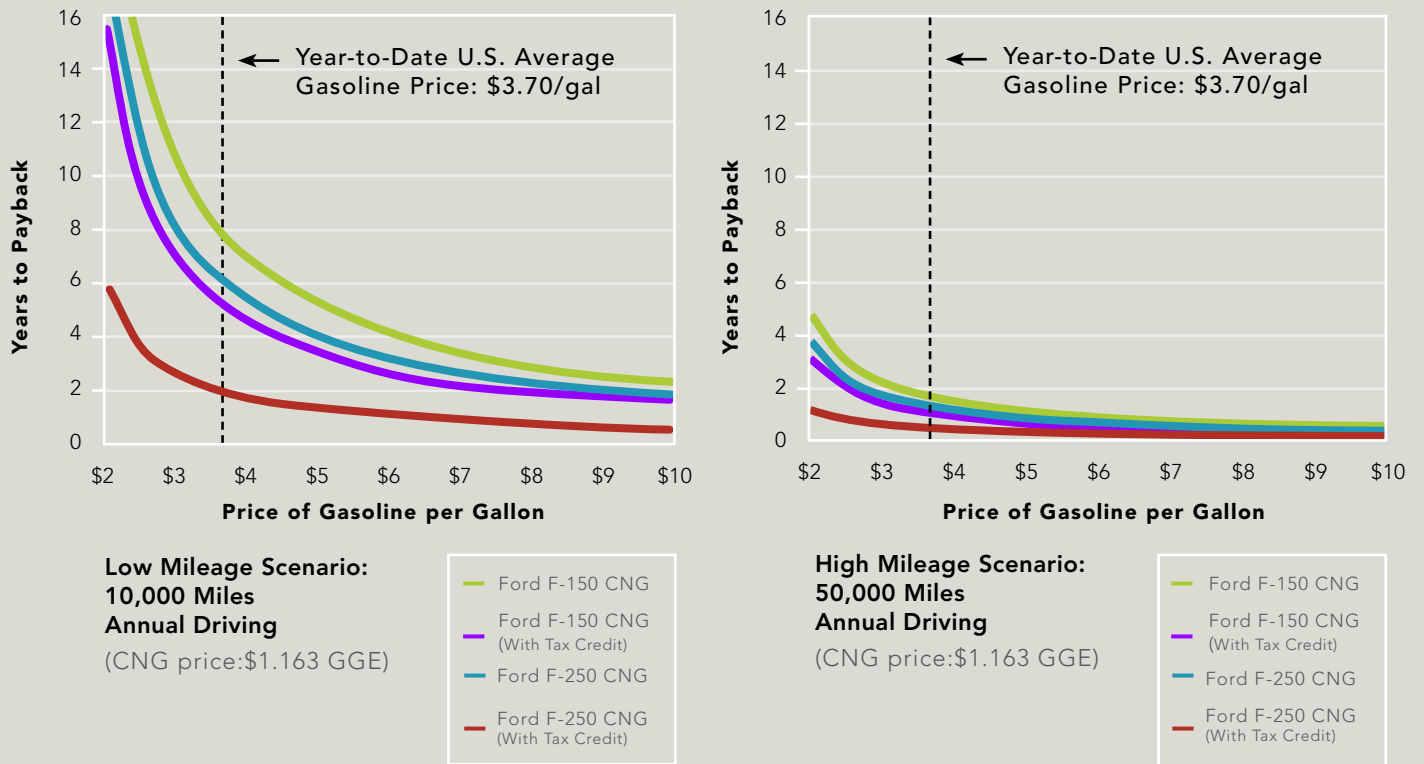 16
14
12
10
8
6
4
2
0
Years to Payback
Year-to-Date U.S. Average
Gasoline Price: $3.70/gal
$2 $3 $4 $5 $6 $7 $8 $9 $10
Price of Gasoline per Gallon
Low Mileage Scenario:
10,000 Miles
Annual Driving
(CNG price:$1.163 GGE)
Ford F-150 CNG
Ford F-150 CNG
(With Tax Credit)
Ford F-250 CNG
Ford F-250 CNG
(With Tax Credit)
16
14
12
10
8
6
4
2
0
Years to Payback
Year-to-Date U.S. Average
Gasoline Price: $3.70/gal
$2 $3 $4 $5 $6 $7 $8 $9 $10
Price of Gasoline per Gallon
High Mileage Scenario:
50,000 Miles
Annual Driving
(CNG price:$1.163 GGE)
Ford F-150 CNG
Ford F-150 CNG
(With Tax Credit)
Ford F-250 CNG
Ford F-250 CNG
(With Tax Credit)